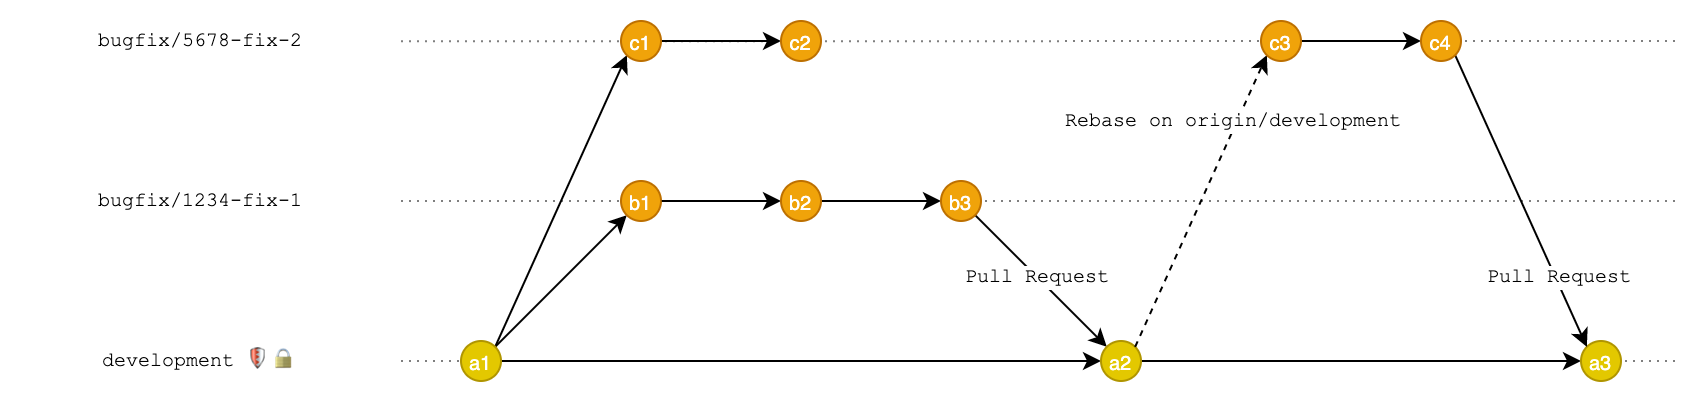 bugfix/5678-fix-2
c1
c2
c3
c4
Rebase on origin/development
bugfix/1234-fix-1
b1
b2
b3
Pull Request
Pull Request
development
a1
a2
a3